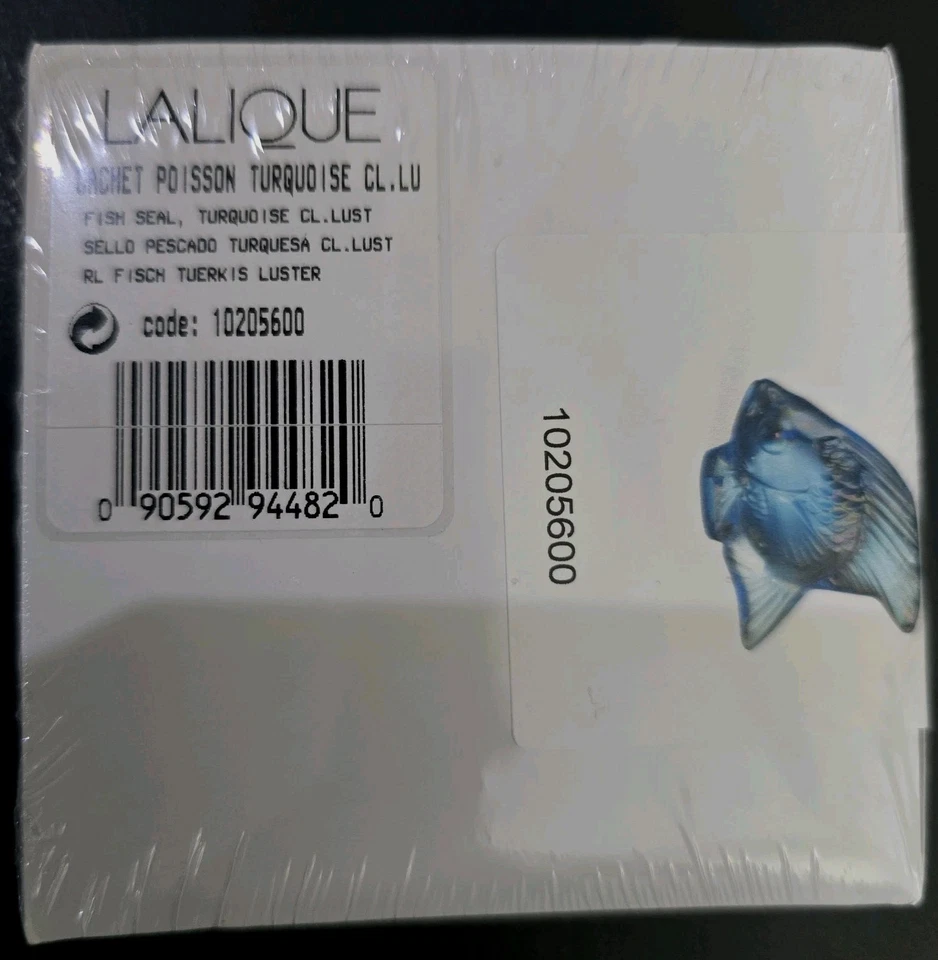 LALIQUE
CACHET POISSON TURQUOISE CL.LU
FISH SEAL, TURQUOISE CL.LUST
SELLO PESCADO TURQUESA CL.LUST
RL FISCH TUERKIS LUSTER
code: 10205600
0 90592 94482 0
10205600